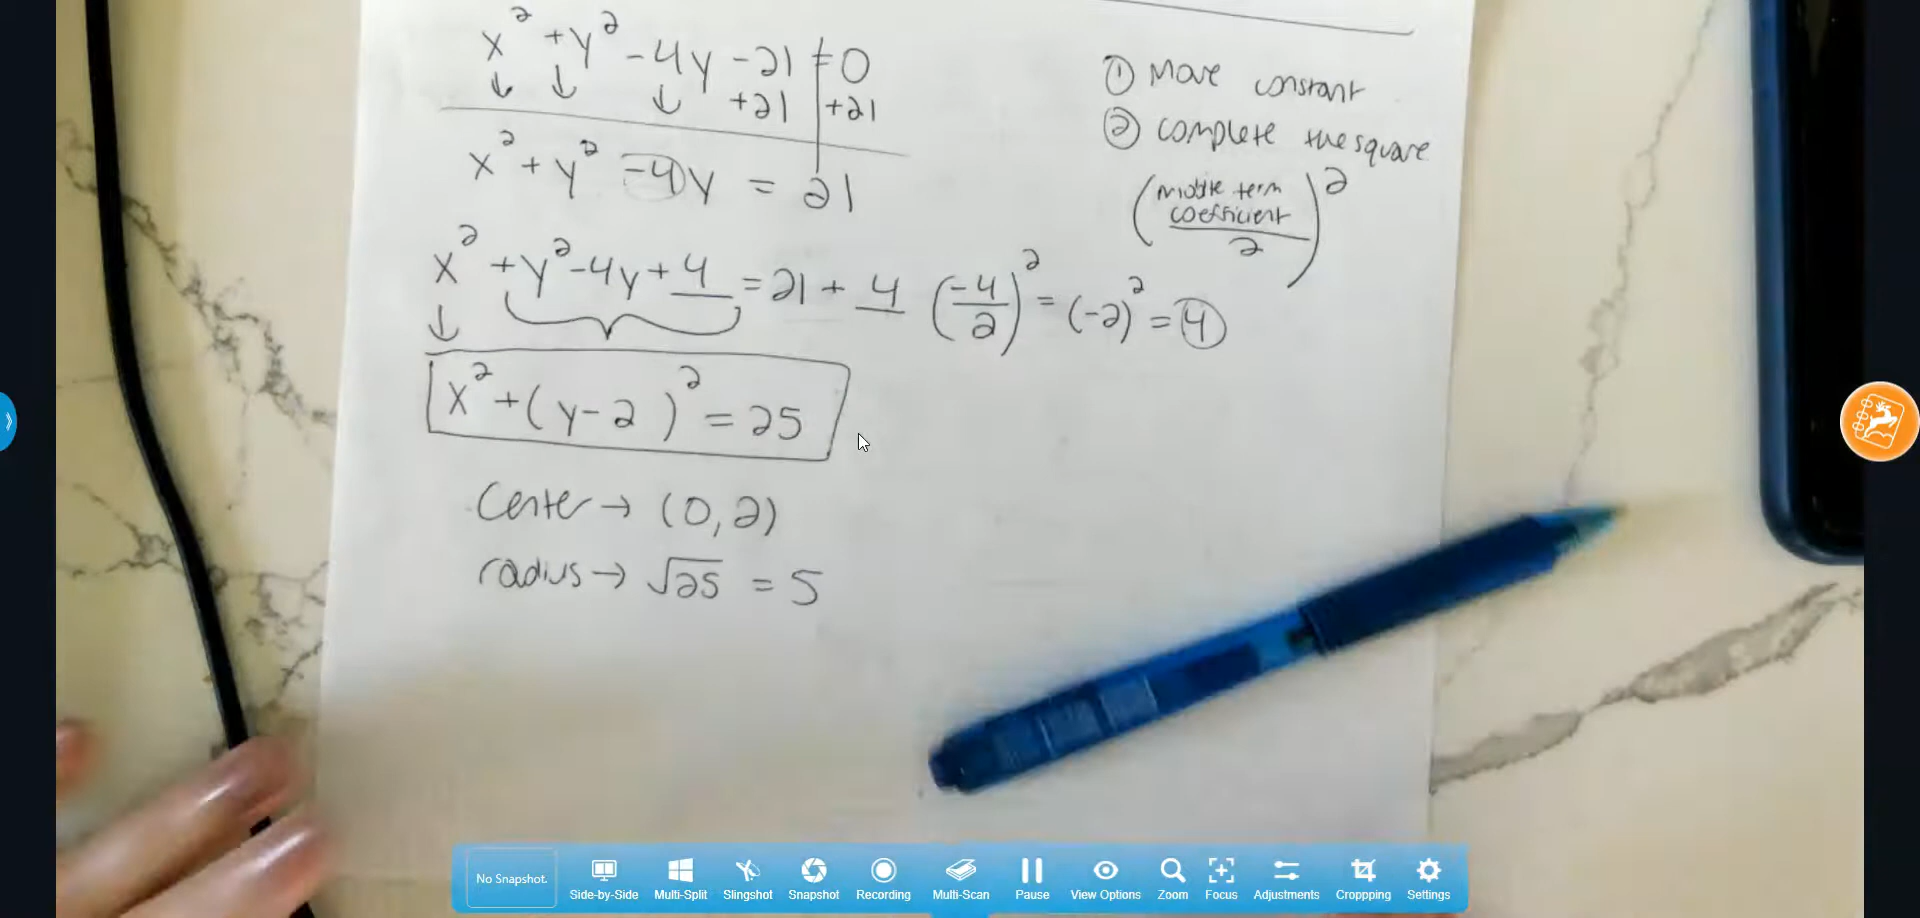 x² + y² - 4y - 21 = 0
↓ ↓ ↓ +21 +21
x² + y² - 4y = 21
x² + y² - 4y + 4 = 21 + 4 (-4/2)² = (-2)² = 4
↓
x² + (y - 2)² = 25
Center → (0, 2)
radius → √25 = 5
① Move constant
② complete the square
(middle term
coefficient
/2)²
No Snapshot.
Side-by-Side
Multi-Split
Slingshot
Snapshot
Recording
Multi-Scan
Pause
View Options
Zoom
Focus
Adjustments
Croppping
Settings